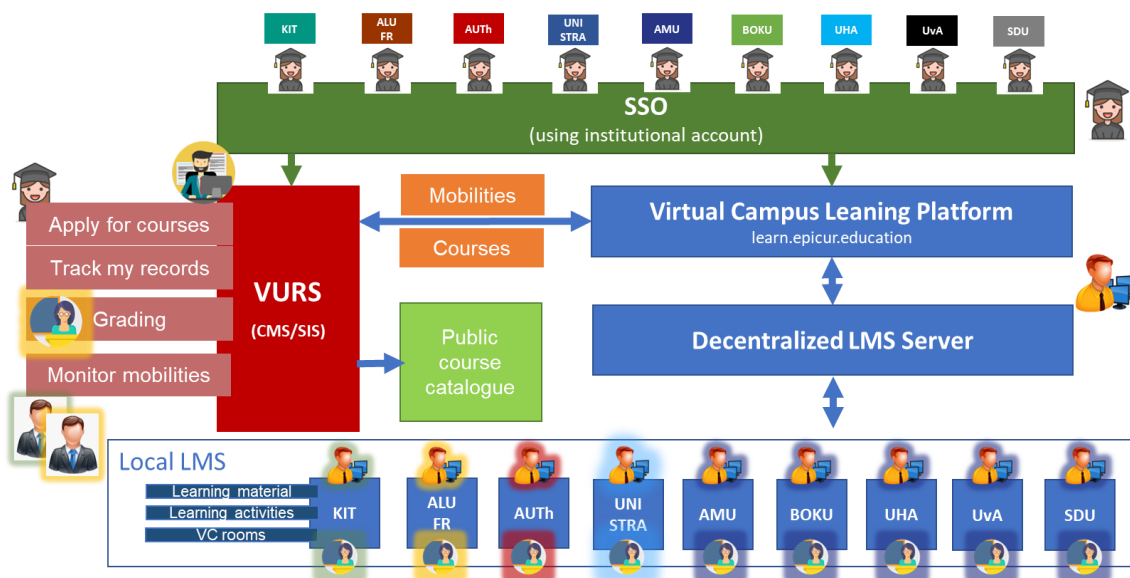 KIT
ALU
FR
AUTh
UNI
STRA
AMU
BOKU
UHA
UvA
SDU
SSO
(using institutional account)
Apply for courses
Track my records
Grading
Monitor mobilities
VURS
(CMS/SIS)
Mobilities
Courses
Public
course
catalogue
Virtual Campus Leaning Platform
learn.epicur.education
Decentralized LMS Server
Local LMS
Learning material
Learning activities
VC rooms
KIT
ALU
FR
AUTh
UNI
STRA
AMU
BOKU
UHA
UvA
SDU